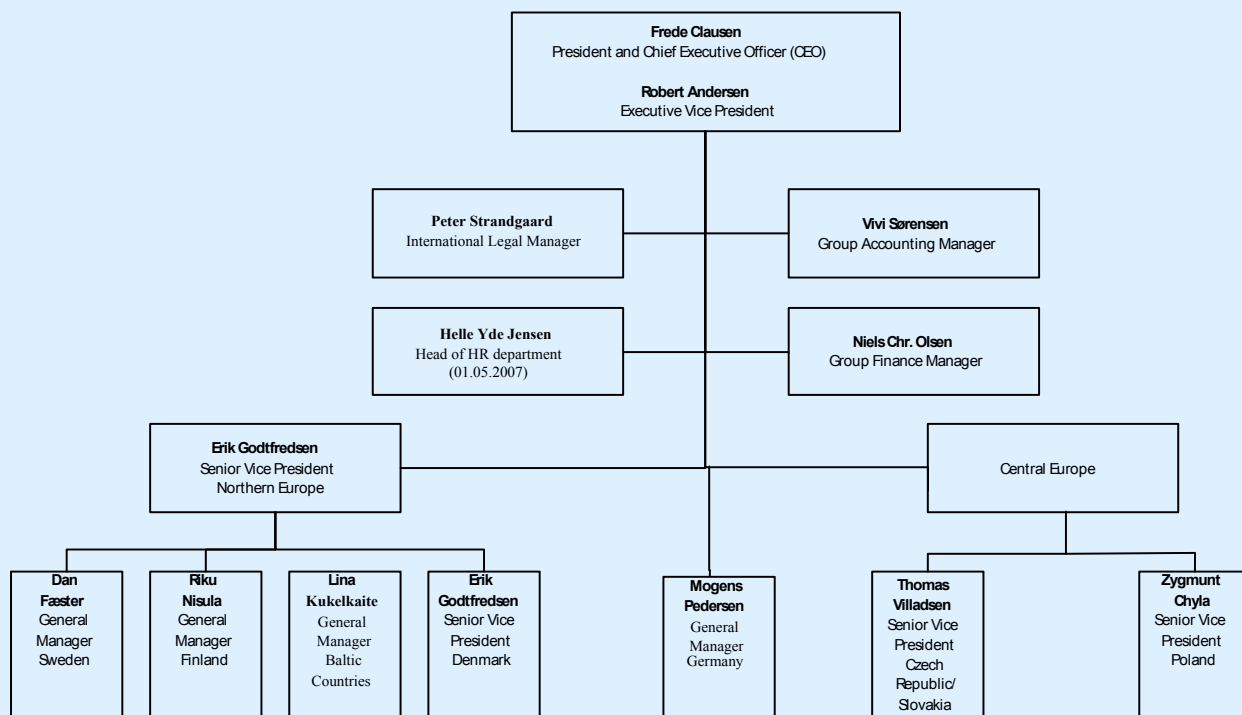 Frede Clausen
President and Chief Executive Officer (CEO)
Robert Andersen
Executive Vice President
Peter Strandgaard
International Legal Manager
Vivi Sørensen
Group Accounting Manager
Helle Yde Jensen
Head of HR department
(01.05.2007)
Niels Chr. Olsen
Group Finance Manager
Erik Godtfredsen
Senior Vice President
Northern Europe
Central Europe
Dan
Fæster
General
Manager
Sweden
Riku
Nisula
General
Manager
Finland
Lina
Kukelkaite
General
Manager
Baltic
Countries
Erik
Godtfredsen
Senior Vice
President
Denmark
Mogens
Pedersen
General
Manager
Germany
Thomas
Villadsen
Senior Vice
President
Czech
Republic/
Slovakia
Zygmunt
Chyla
Senior Vice
President
Poland